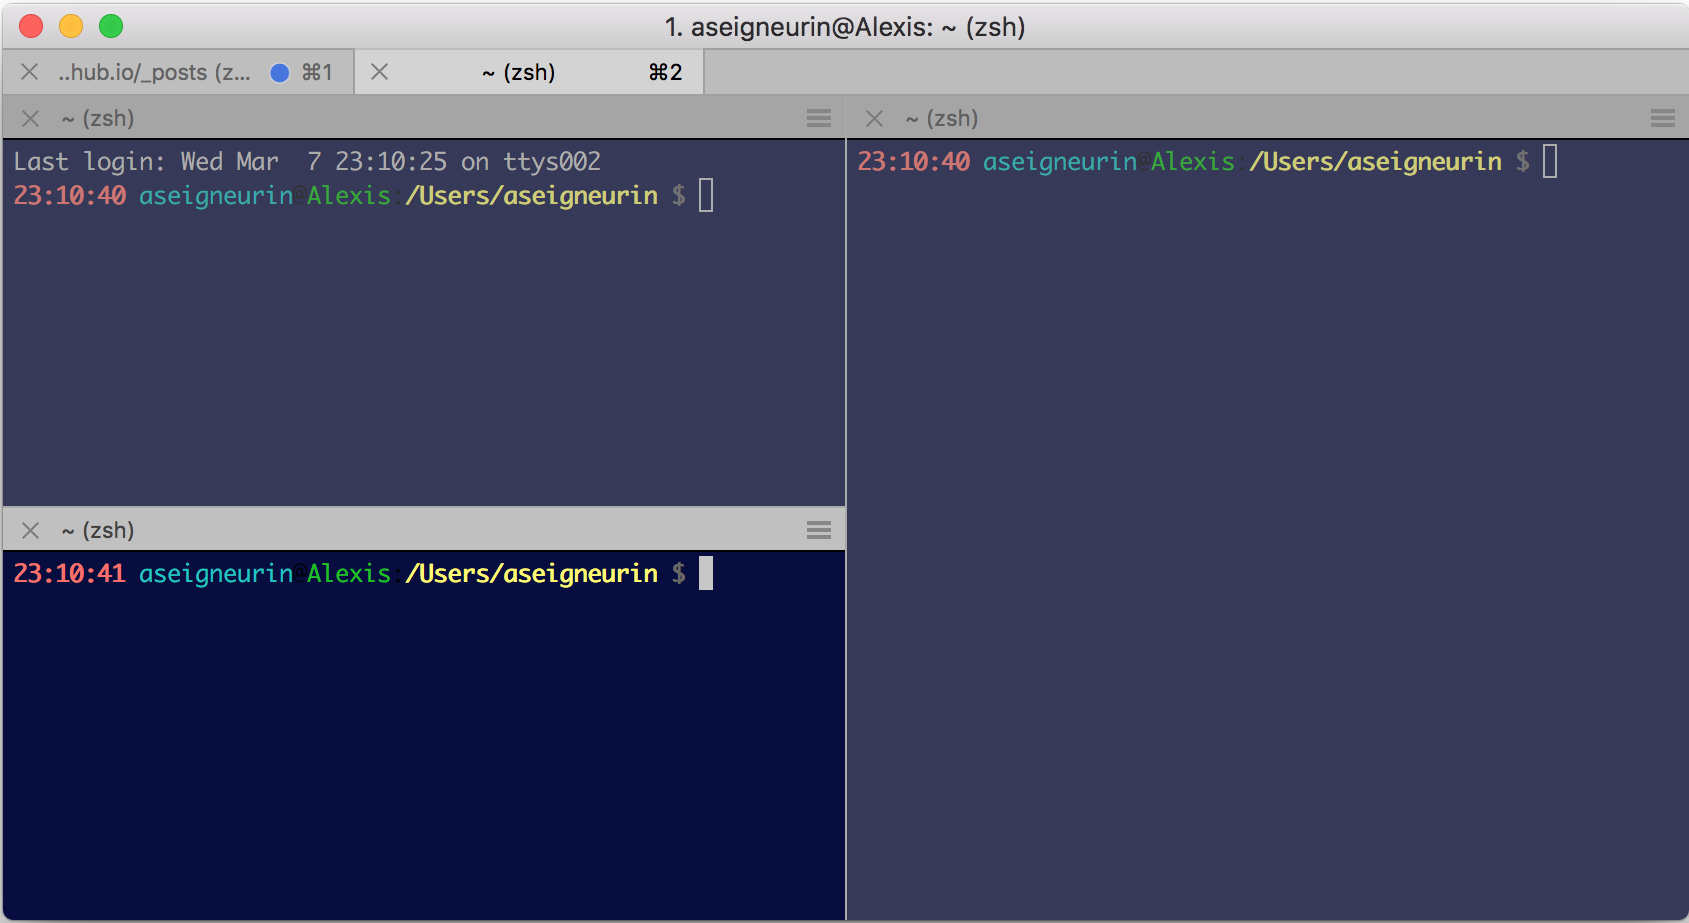 1. aseigneurin@Alexis: ~ (zsh)
..hub.io/_posts (z... ⌘1
~ (zsh) ⌘2
~ (zsh)
Last login: Wed Mar  7 23:10:25 on ttys002
23:10:40 aseigneurin@Alexis:/Users/aseigneurin $
~ (zsh)
23:10:41 aseigneurin@Alexis:/Users/aseigneurin $
~ (zsh)
23:10:40 aseigneurin@Alexis:/Users/aseigneurin $